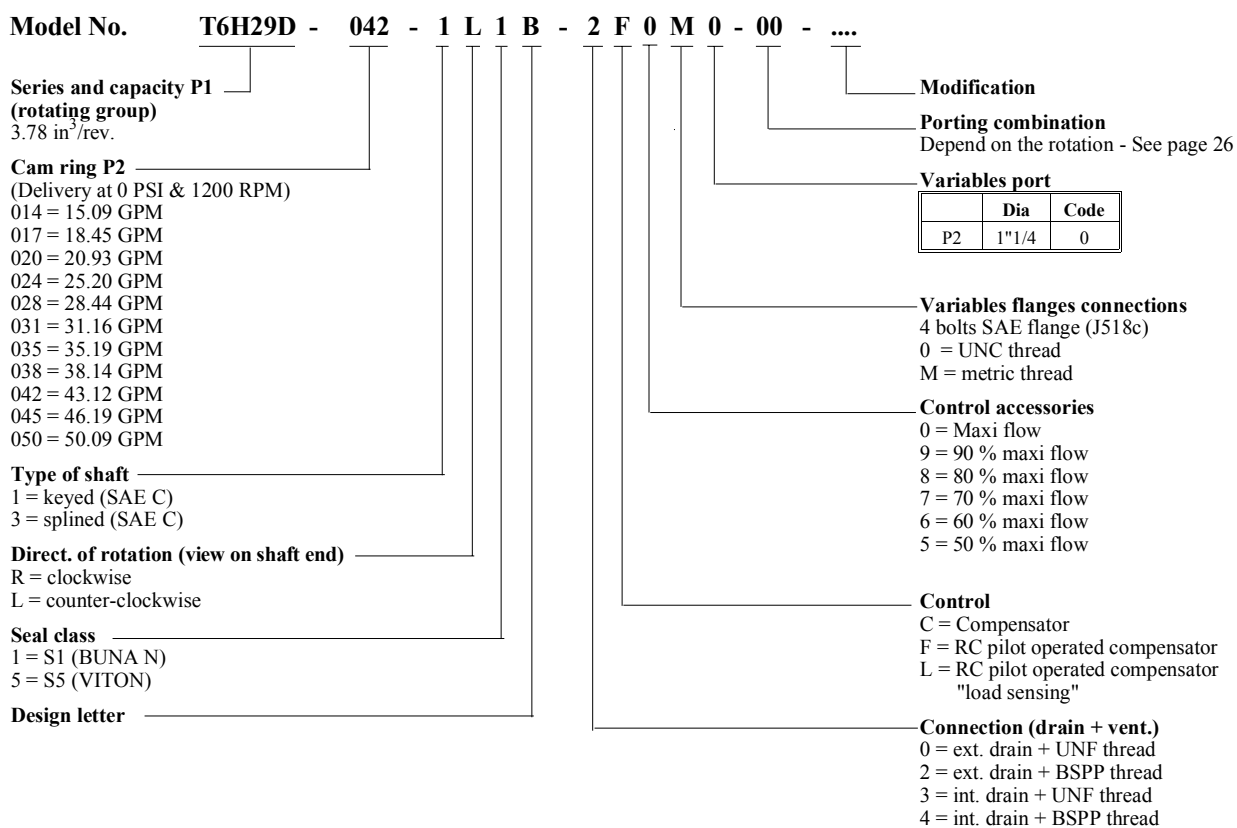 Model No. T6H29D - 042 - 1 L 1 B - 2 F 0 M 0 - 00 - ....
Series and capacity P1
(rotating group)
3.78 in³/rev.
Cam ring P2
(Delivery at 0 PSI & 1200 RPM)
014 = 15.09 GPM
017 = 18.45 GPM
020 = 20.93 GPM
024 = 25.20 GPM
028 = 28.44 GPM
031 = 31.16 GPM
035 = 35.19 GPM
038 = 38.14 GPM
042 = 43.12 GPM
045 = 46.19 GPM
050 = 50.09 GPM
Type of shaft
1 = keyed (SAE C)
3 = splined (SAE C)
Direct. of rotation (view on shaft end)
R = clockwise
L = counter-clockwise
Seal class
1 = S1 (BUNA N)
5 = S5 (VITON)
Design letter
Modification
Porting combination
Depend on the rotation - See page 26
Variables port
Dia Code
P2 1"1/4 0
Variables flanges connections
4 bolts SAE flange (J518c)
0 = UNC thread
M = metric thread
Control accessories
0 = Maxi flow
9 = 90 % maxi flow
8 = 80 % maxi flow
7 = 70 % maxi flow
6 = 60 % maxi flow
5 = 50 % maxi flow
Control
C = Compensator
F = RC pilot operated compensator
L = RC pilot operated compensator
"load sensing"
Connection (drain + vent.)
0 = ext. drain + UNF thread
2 = ext. drain + BSPP thread
3 = int. drain + UNF thread
4 = int. drain + BSPP thread